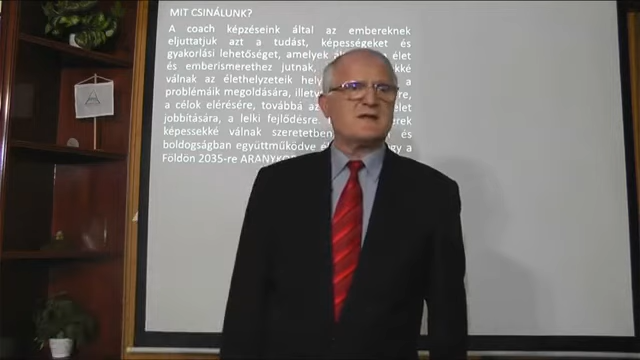 MIT CSINÁLUNK?
A coach képzéseink által az embereknek
eljuttatjuk azt a tudást, képességeket és
gyakorlási lehetőséget, amelyek élet
és emberismerethez jutnak,
válnak az élethelyzeteik a
problémáik megoldására,
a célok elérésére, továbbá az
jobbítására, a lelki fejlődésre.
képessekké válnak szeretetben és
boldogságban együttműködve a
Földön 2035-re